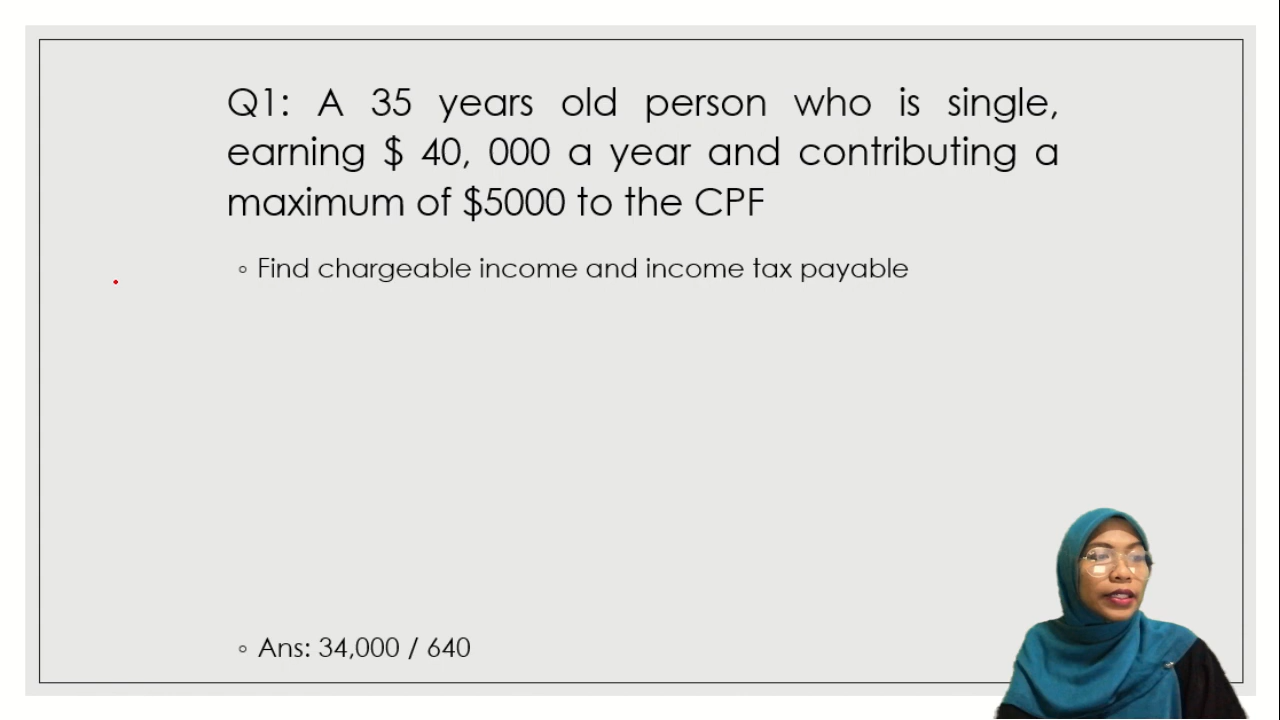 Q1: A 35 years old person who is single,
earning $ 40, 000 a year and contributing a
maximum of $5000 to the CPF
◦ Find chargeable income and income tax payable
◦ Ans: 34,000 / 640